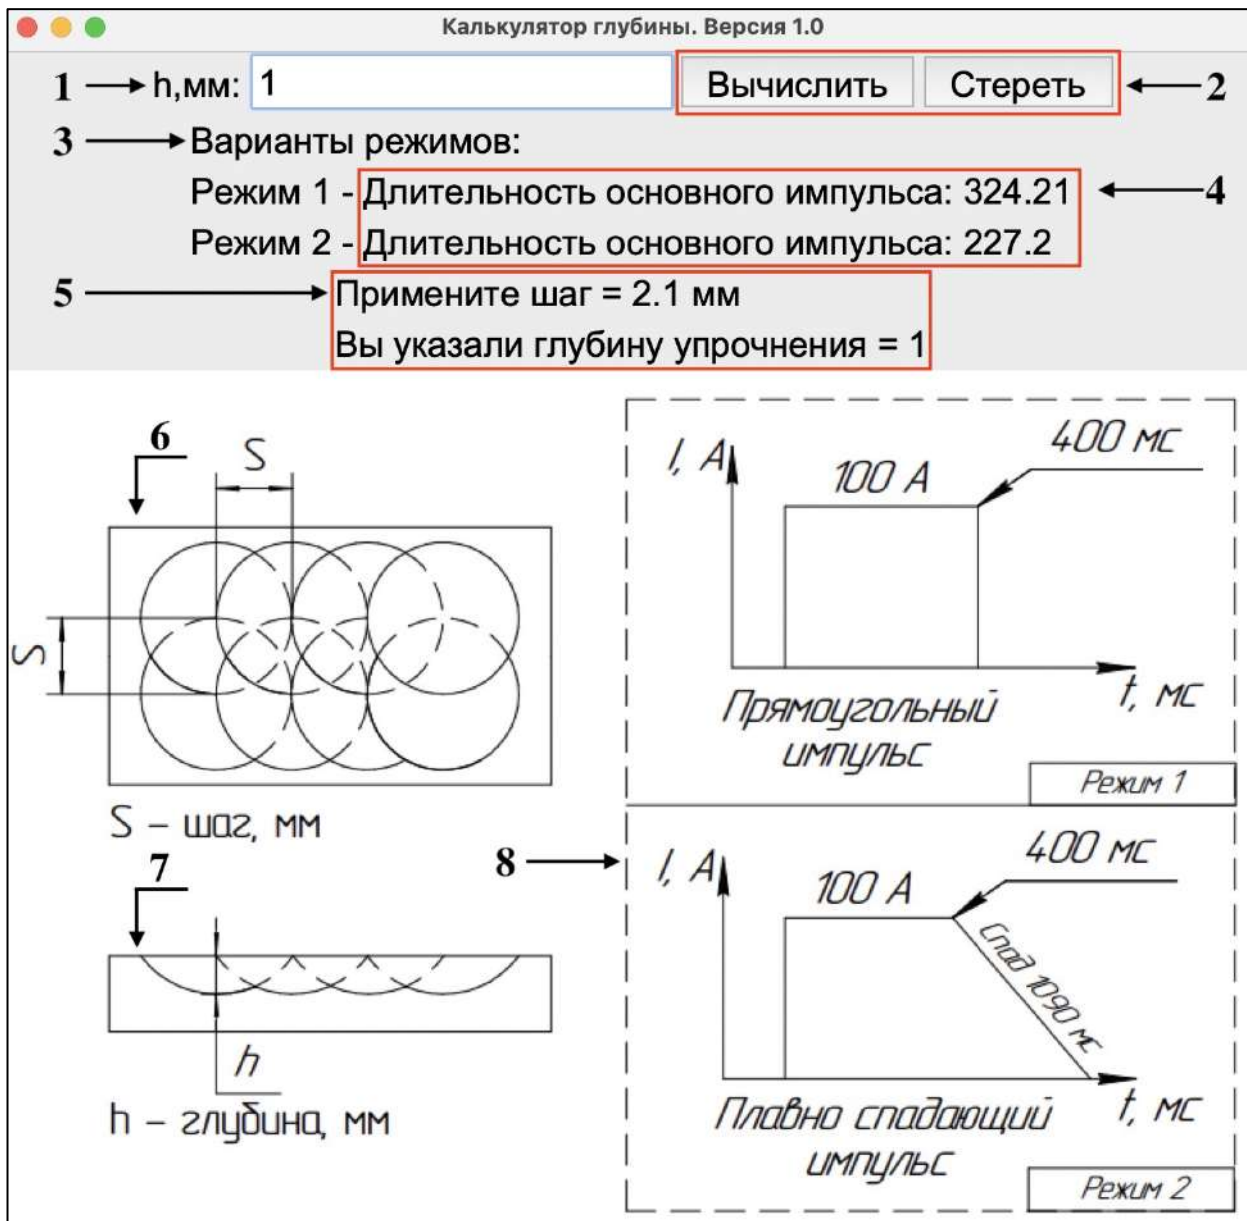 Калькулятор глубины. Версия 1.0
1 h,мм: 1 Вычислить Стереть 2
3 Варианты режимов:
Режим 1 - Длительность основного импульса: 324.21 4
Режим 2 - Длительность основного импульса: 227.2
5 Примените шаг = 2.1 мм
Вы указали глубину упрочнения = 1
6
S
S
S – шаг, мм
7
h
h – глубина, мм
I, А
100 А
400 мс
t, мс
Прямоугольный
импульс
Режим 1
8
I, А
100 А
400 мс
Спад 1090 мс
t, мс
Плавно спадающий
импульс
Режим 2